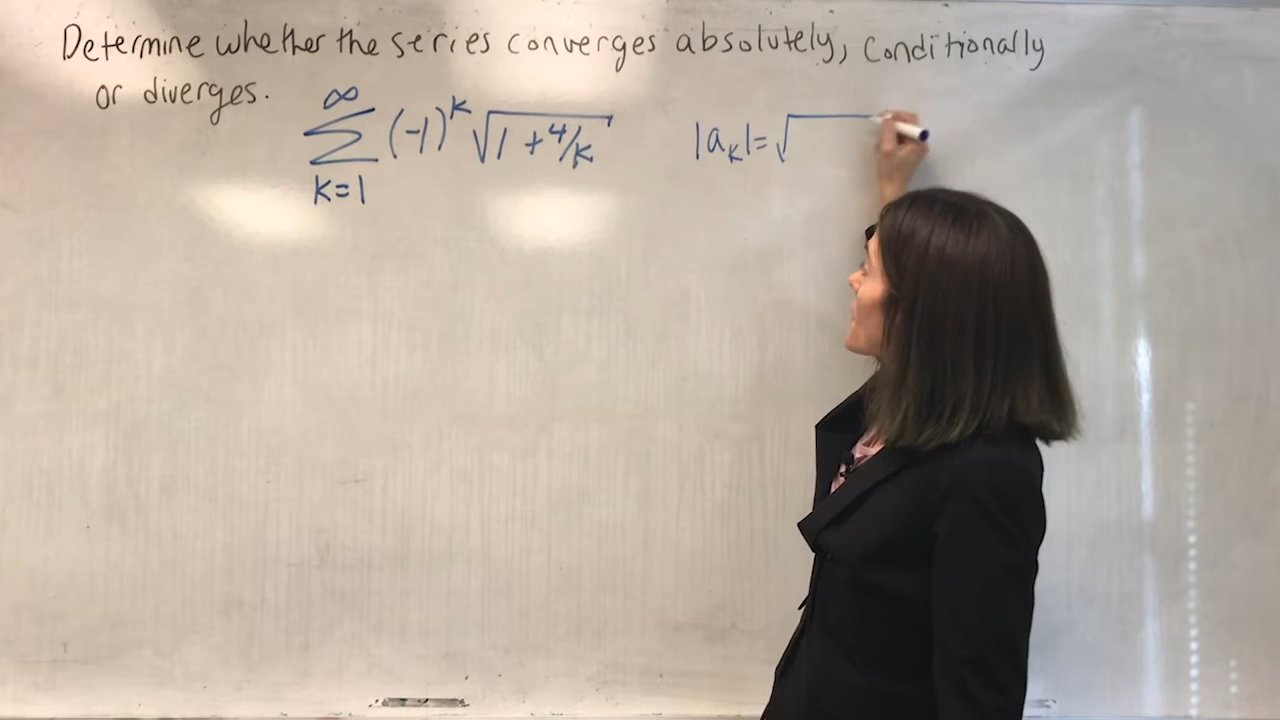 Determine whether the series converges absolutely, conditionally
or diverges.
∞
∑ (-1)^k √(1 + 4/k) |a_k| = √
k=1